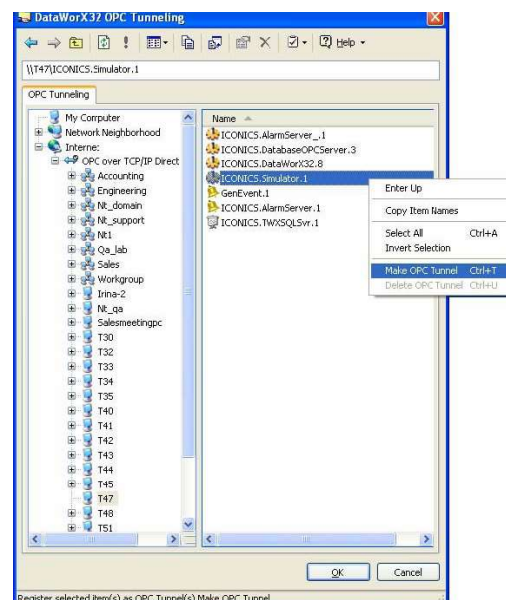 DataWorX32 OPC Tunneling
Help
\\T47\ICONICS.Simulator.1
OPC Tunneling
My Computer
Network Neighborhood
Interne:
OPC over TCP/IP Direct
Accounting
Engineering
Nt_domain
Nt_support
Nt1
Qa_lab
Sales
Workgroup
Irina-2
Nt_qa
Salesmeetingpc
T30
T32
T33
T34
T35
T40
T41
T42
T43
T44
T45
T47
T48
T51
Name
ICONICS.AlarmServer_.1
ICONICS.DatabaseOPCServer.3
ICONICS.DataWorX32.8
ICONICS.Simulator.1
GenEvent.1
ICONICS.AlarmServer.1
ICONICS.TWXSQLSvr.1
Enter Up
Copy Item Names
Select All Ctrl+A
Invert Selection
Make OPC Tunnel Ctrl+T
Delete OPC Tunnel Ctrl+U
OK Cancel
Register selected item(s) as OPC Tunnel(s) Make OPC Tunnel